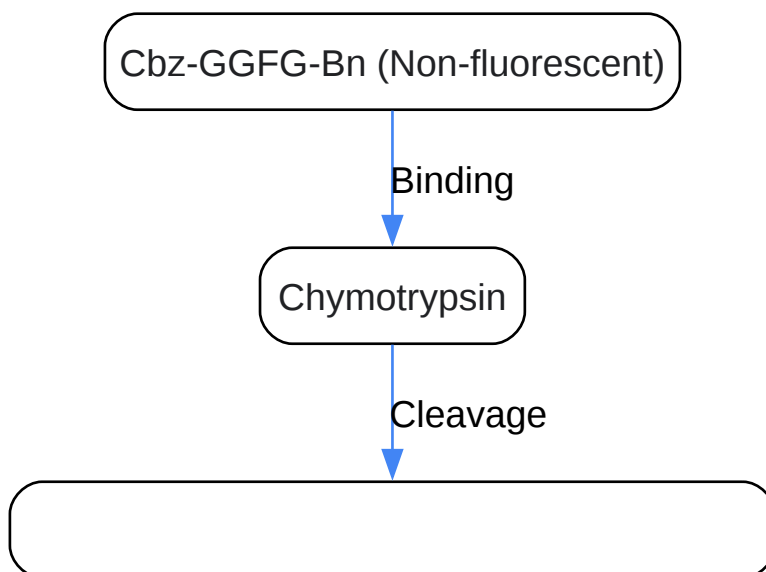 Cbz-GGFG-Bn (Non-fluorescent)
Binding
Chymotrypsin
Cleavage